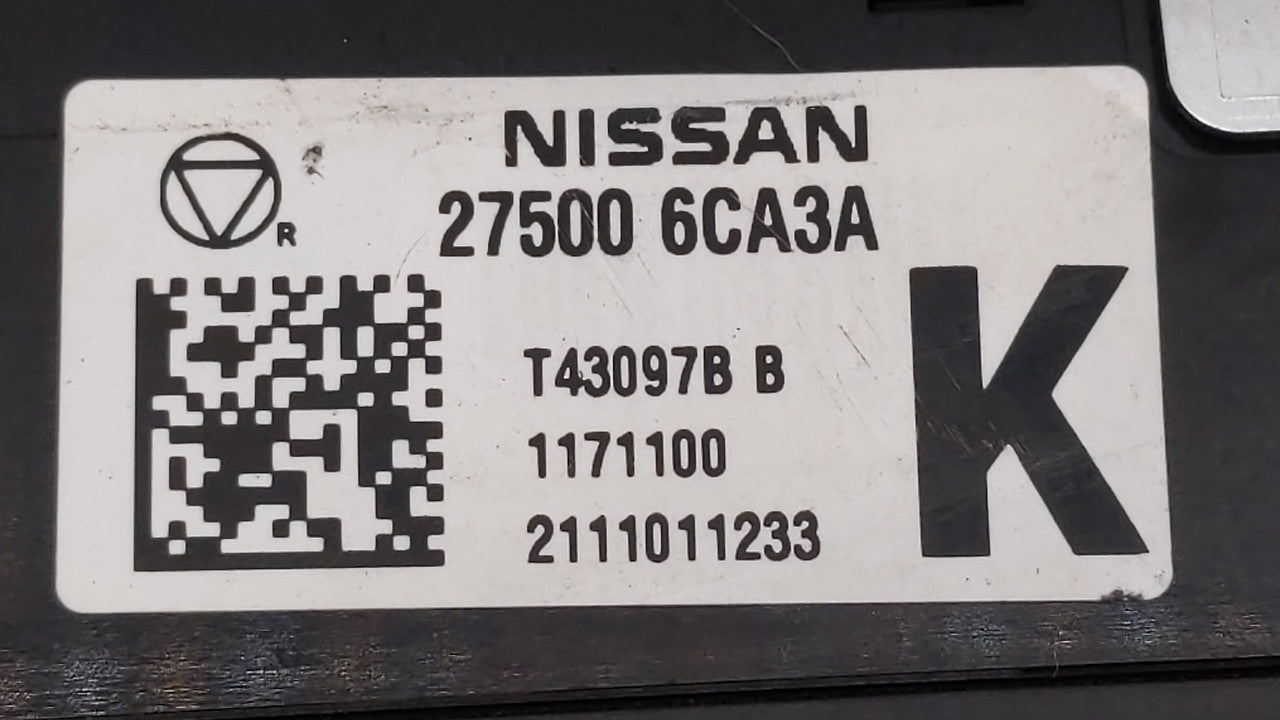 NISSAN
R
27500 6CA3A
K
T43097B B
1171100
2111011233